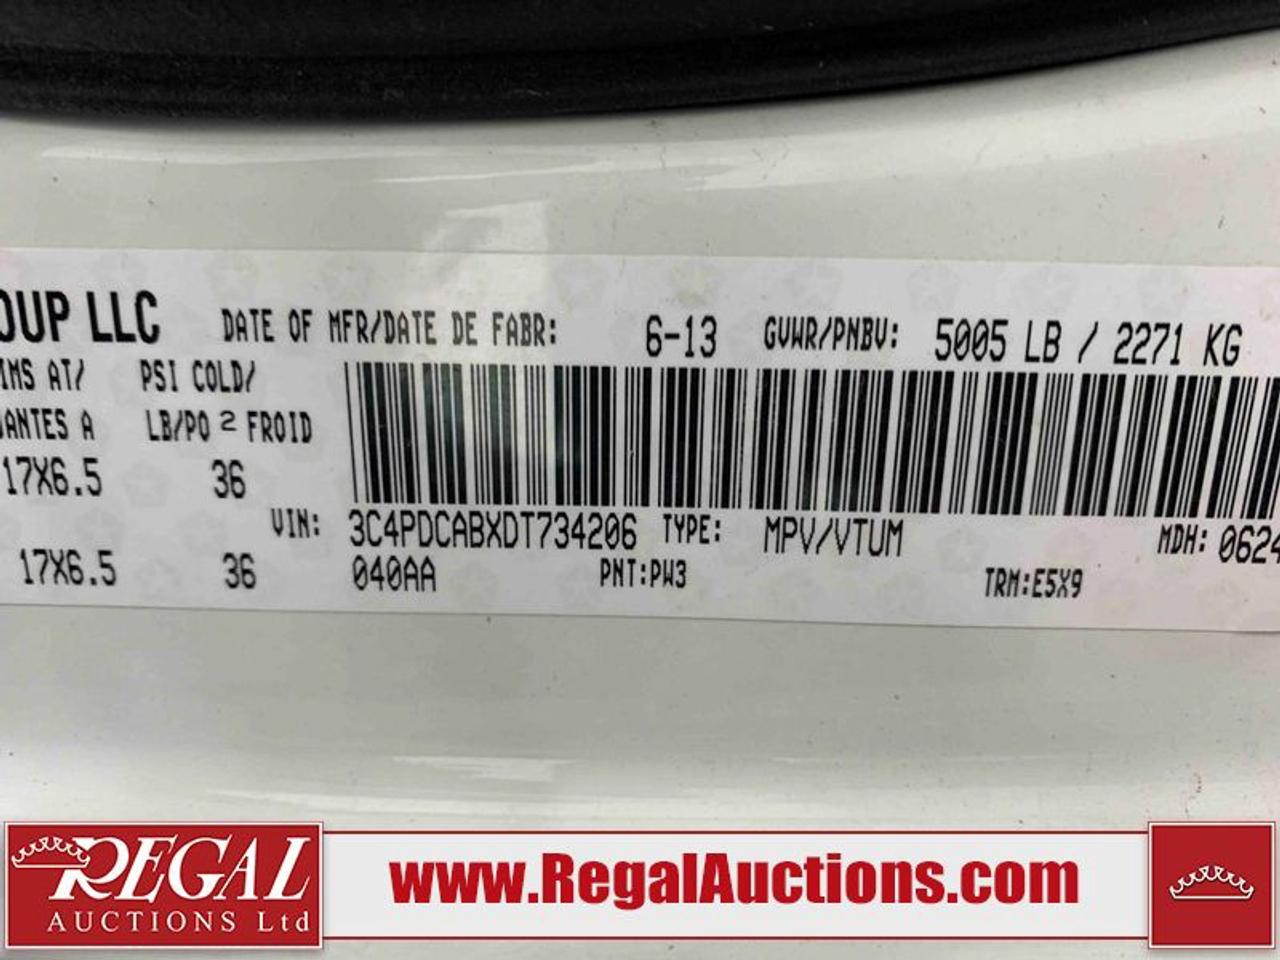 OUP LLC DATE OF MFR/DATE DE FABR: 6-13 GVWR/PNBV: 5005 LB / 2271 KG
IMS AT/ PSI COLD/
JANTES A LB/PO 2 FROID
17X6.5 36
VIN: 3C4PDCABXDT734206 TYPE: MPV/VTUM MDH: 0624
17X6.5 36 040AA PNT:PW3 TRM:E5X9
REGAL
AUCTIONS Ltd
www.RegalAuctions.com